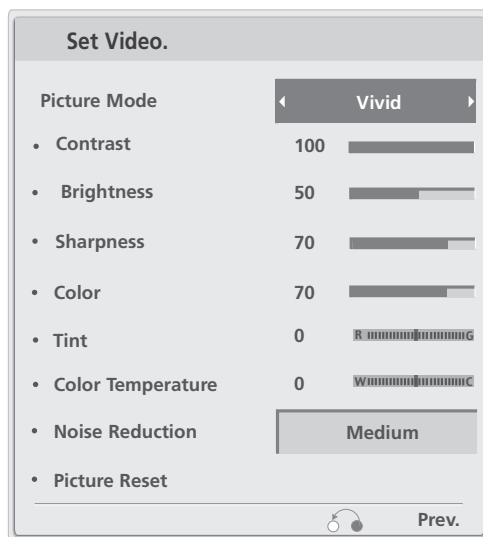 Set Video.
Picture Mode Vivid
• Contrast 100
• Brightness 50
• Sharpness 70
• Color 70
• Tint 0 R G
• Color Temperature 0 W C
• Noise Reduction Medium
• Picture Reset
Prev.